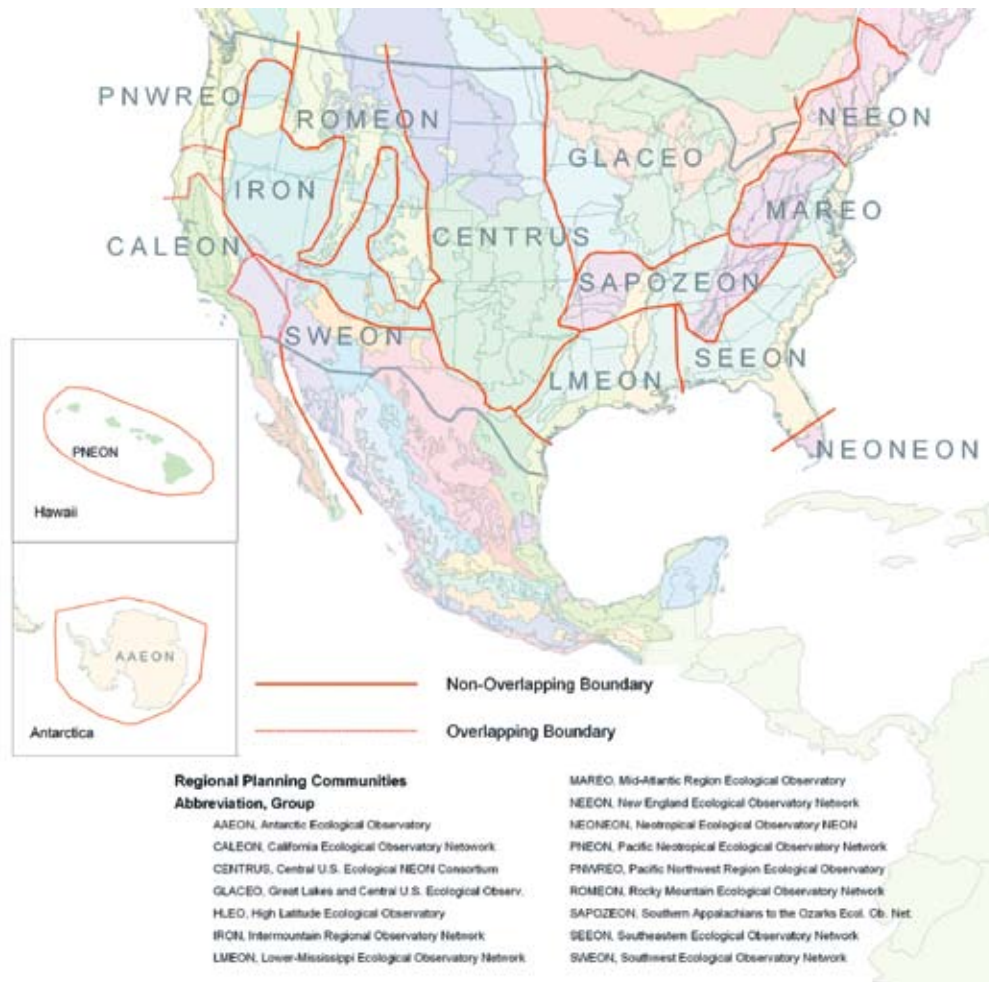 PNWREO
ROMEON
NEEON
GLACEO
IRON
MAREO
CALEON
CENTRUS
SAPOZEON
SWEON
SEEON
LMEON
NEONEON
PNEON
Hawaii
AAEON
Antarctica
Non-Overlapping Boundary
Overlapping Boundary
Regional Planning Communities
Abbreviation, Group
AAEON, Antarctic Ecological Observatory
CALEON, California Ecological Observatory Netowork
CENTRUS, Central U.S. Ecological NEON Consortium
GLACEO, Great Lakes and Central U.S. Ecological Observ.
HLEO, High Latitude Ecological Observatory
IRON, Intermountain Regional Observatory Network
LMEON, Lower-Mississippi Ecological Observatory Network
MAREO, Mid-Atlantic Region Ecological Observatory
NEEON, New England Ecological Observatory Network
NEONEON, Neotropical Ecological Observatory NEON
PNEON, Pacific Neotropical Ecological Observatory Network
PNWREO, Pacific Northwest Region Ecological Observatory
ROMEON, Rocky Mountain Ecological Observatory Network
SAPOZEON, Southern Appalachians to the Ozarks Ecol. Ob. Net.
SEEON, Southeastern Ecological Observatory Network
SWEON, Southwest Ecological Observatory Network